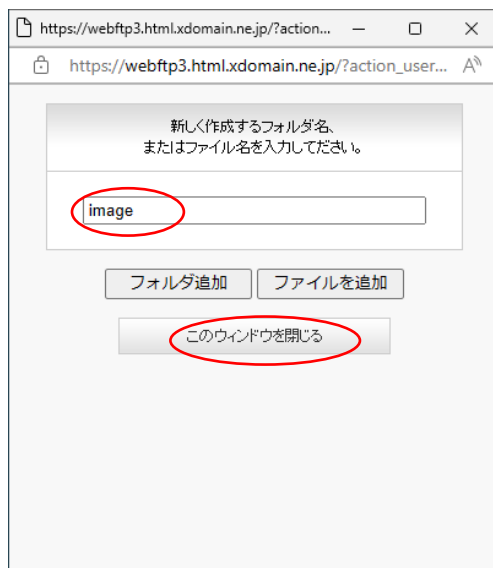 https://webftp3.html.xdomain.ne.jp/?action...
https://webftp3.html.xdomain.ne.jp/?action_user...
新しく作成するフォルダ名、
またはファイル名を入力してださい。
image
フォルダ追加 ファイルを追加
このウィンドウを閉じる